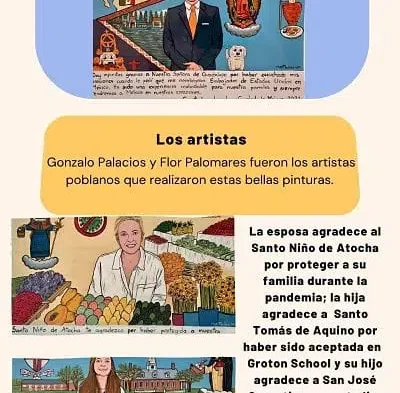 Doy infinitas gracias a Nuestra Señora de Guadalupe por haber escuchado mis
oraciones cuando le pedí que me nombraran Embajador de Estados Unidos en
México. Ha sido una experiencia inolvidable para nuestra familia y siempre
tendremos a México en nuestros corazones.
Los artistas
Gonzalo Palacios y Flor Palomares fueron los artistas
poblanos que realizaron estas bellas pinturas.
La esposa agradece al
Santo Niño de Atocha
por proteger a su
familia durante la
pandemia; la hija
agradece a Santo
Tomás de Aquino por
haber sido aceptada en
Groton School y su hijo
agradece a San José
Santo Niño de Atocha te agradezco por haber protegido a nuestra